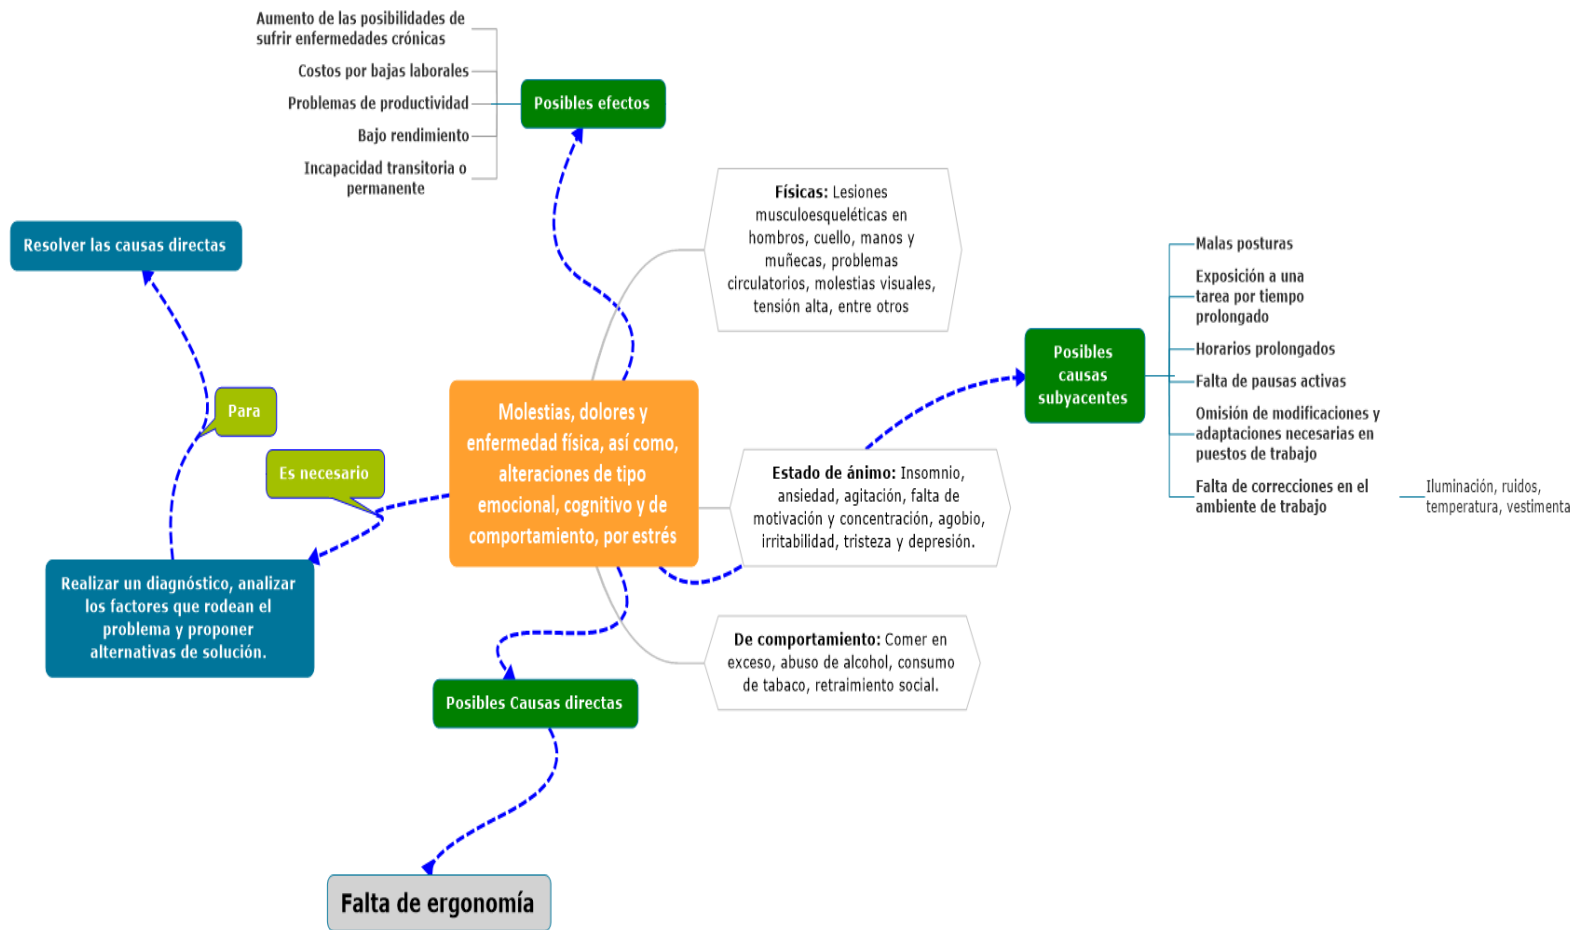 Aumento de las posibilidades de
sufrir enfermedades crónicas
Costos por bajas laborales
Problemas de productividad
Bajo rendimiento
Incapacidad transitoria o
permanente
Posibles efectos
Físicas: Lesiones
musculoesqueléticas en
hombros, cuello, manos y
muñecas, problemas
circulatorios, molestias visuales,
tensión alta, entre otros
Resolver las causas directas
Para
Es necesario
Molestias, dolores y
enfermedad física, así como,
alteraciones de tipo
emocional, cognitivo y de
comportamiento, por estrés
Posibles
causas
subyacentes
Malas posturas
Exposición a una
tarea por tiempo
prolongado
Horarios prolongados
Falta de pausas activas
Omisión de modificaciones y
adaptaciones necesarias en
puestos de trabajo
Falta de correcciones en el
ambiente de trabajo
Iluminación, ruidos,
temperatura, vestimenta
Estado de ánimo: Insomnio,
ansiedad, agitación, falta de
motivación y concentración, agobio,
irritabilidad, tristeza y depresión.
Realizar un diagnóstico, analizar
los factores que rodean el
problema y proponer
alternativas de solución.
De comportamiento: Comer en
exceso, abuso de alcohol, consumo
de tabaco, retraimiento social.
Posibles Causas directas
Falta de ergonomía